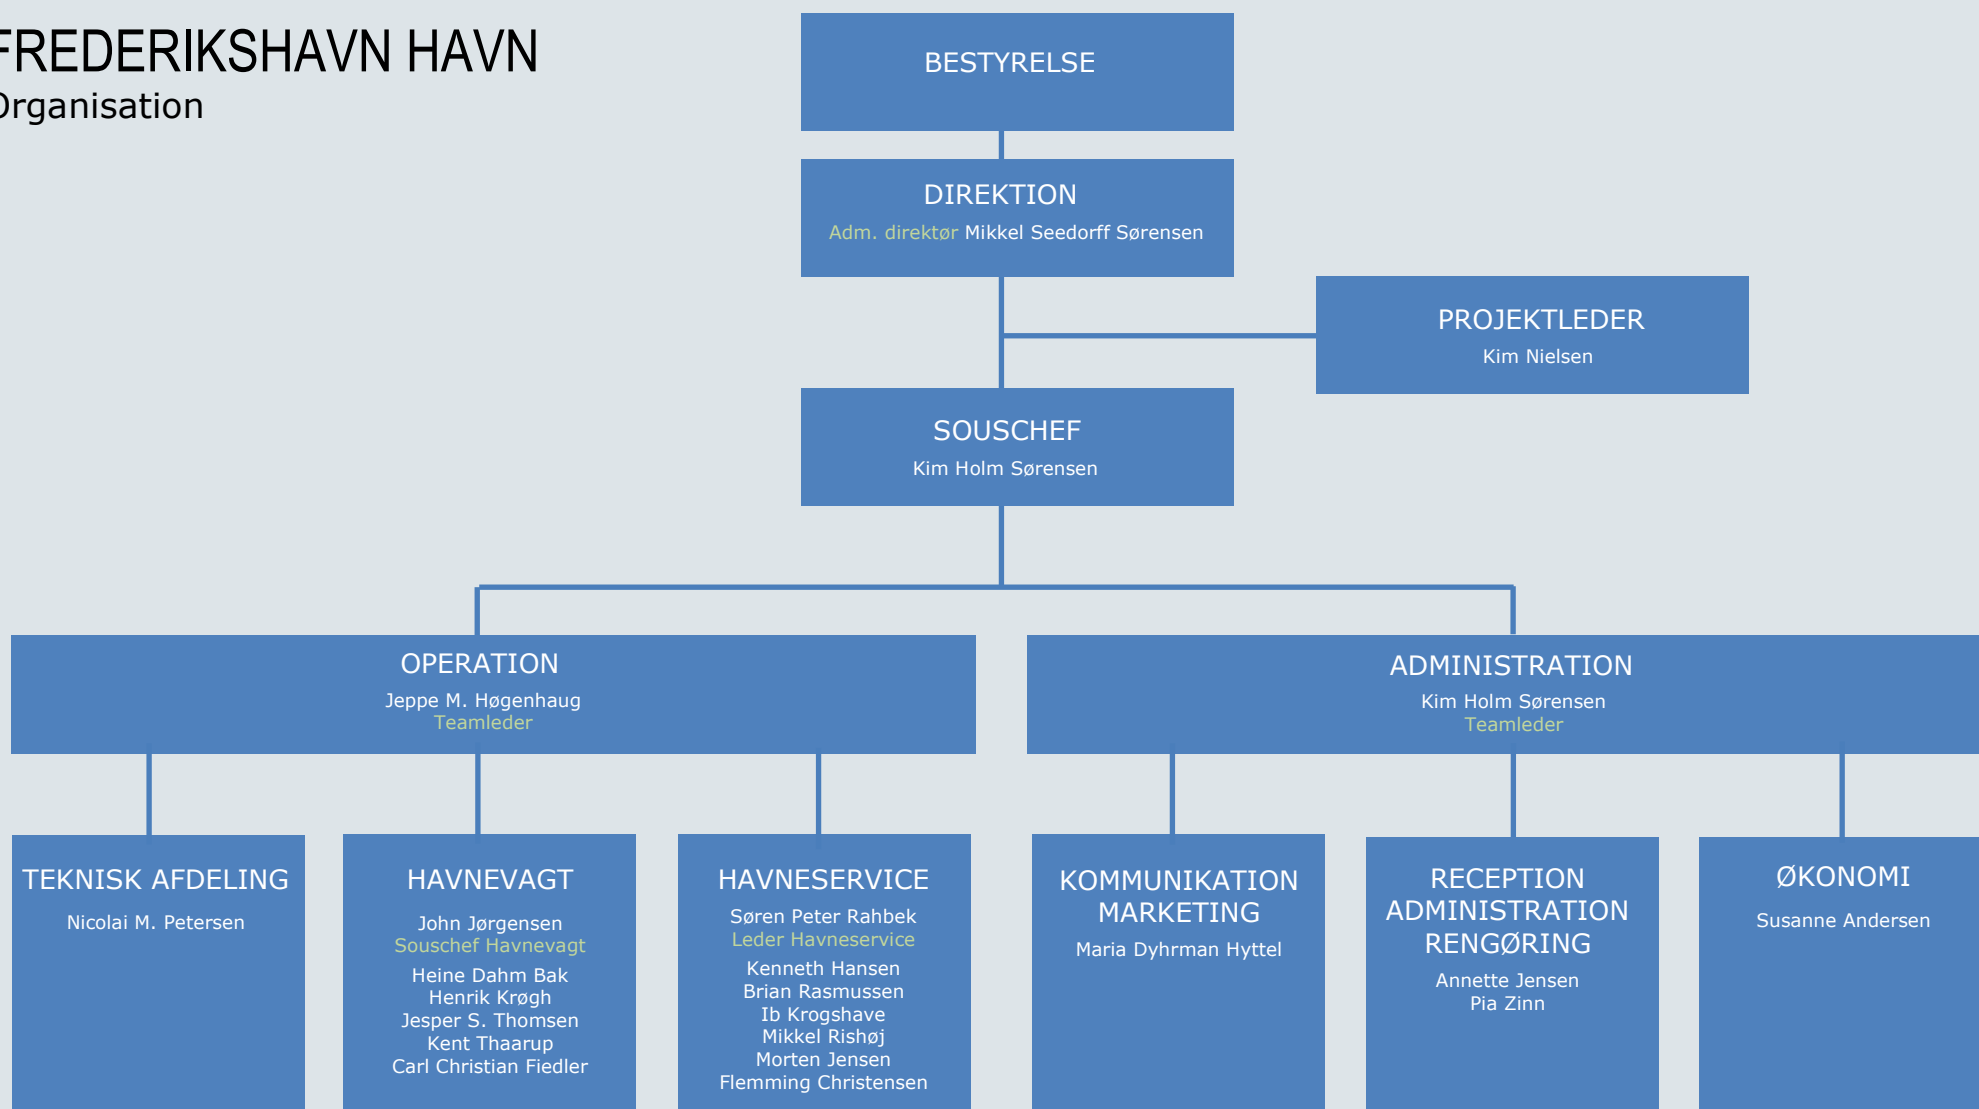 FREDERIKSHAVN HAVN
Organisation
BESTYRELSE
DIREKTION
Adm. direktør Mikkel Seedorff Sørensen
PROJEKTLEDER
Kim Nielsen
SOUSCHEF
Kim Holm Sørensen
OPERATION
Jeppe M. Høgenhaug
Teamleder
ADMINISTRATION
Kim Holm Sørensen
Teamleder
TEKNISK AFDELING
Nicolai M. Petersen
HAVNEVAGT
John Jørgensen
Souschef Havnevagt
Heine Dahm Bak
Henrik Krøgh
Jesper S. Thomsen
Kent Thaarup
Carl Christian Fiedler
HAVNESERVICE
Søren Peter Rahbek
Leder Havneservice
Kenneth Hansen
Brian Rasmussen
Ib Krogshave
Mikkel Rishøj
Morten Jensen
Flemming Christensen
KOMMUNIKATION
MARKETING
Maria Dyhrman Hyttel
RECEPTION
ADMINISTRATION
RENGØRING
Annette Jensen
Pia Zinn
ØKONOMI
Susanne Andersen